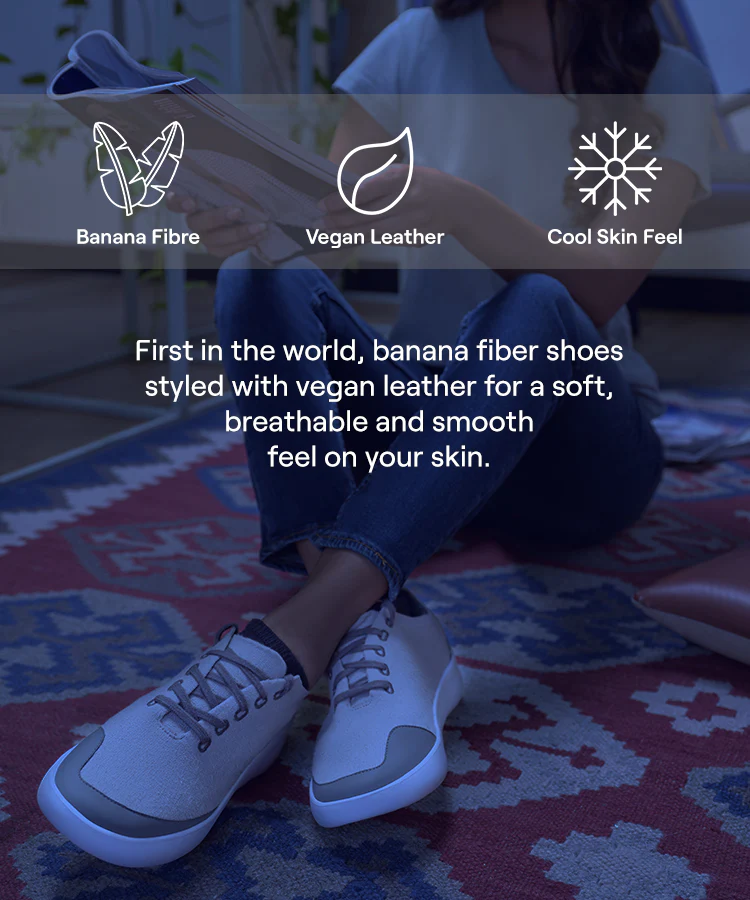 Banana Fibre
Vegan Leather
Cool Skin Feel
First in the world, banana fiber shoes
styled with vegan leather for a soft,
breathable and smooth
feel on your skin.